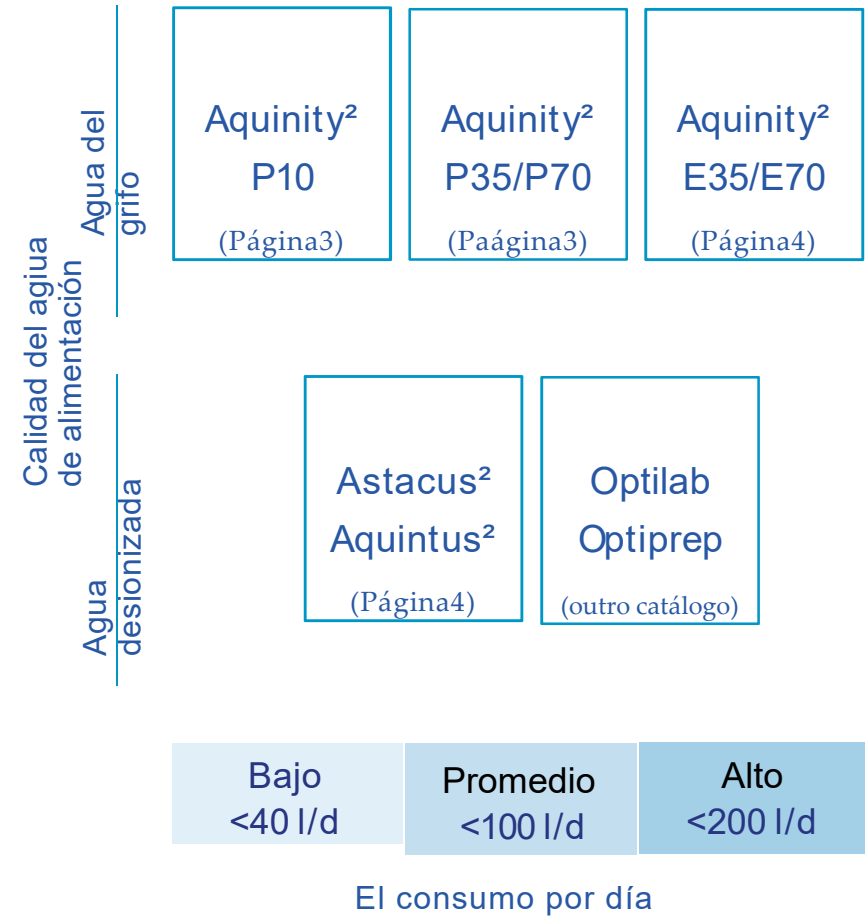 Calidad del agiua
de alimentación
Agua del
grifo
Aquinity²
P10
(Página3)
Aquinity²
P35/P70
(Paágina3)
Aquinity²
E35/E70
(Página4)
Agua
desionizada
Astacus²
Aquintus²
(Página4)
Optilab
Optiprep
(outro catálogo)
Bajo
<40 l/d
Promedio
<100 l/d
Alto
<200 l/d
El consumo por día